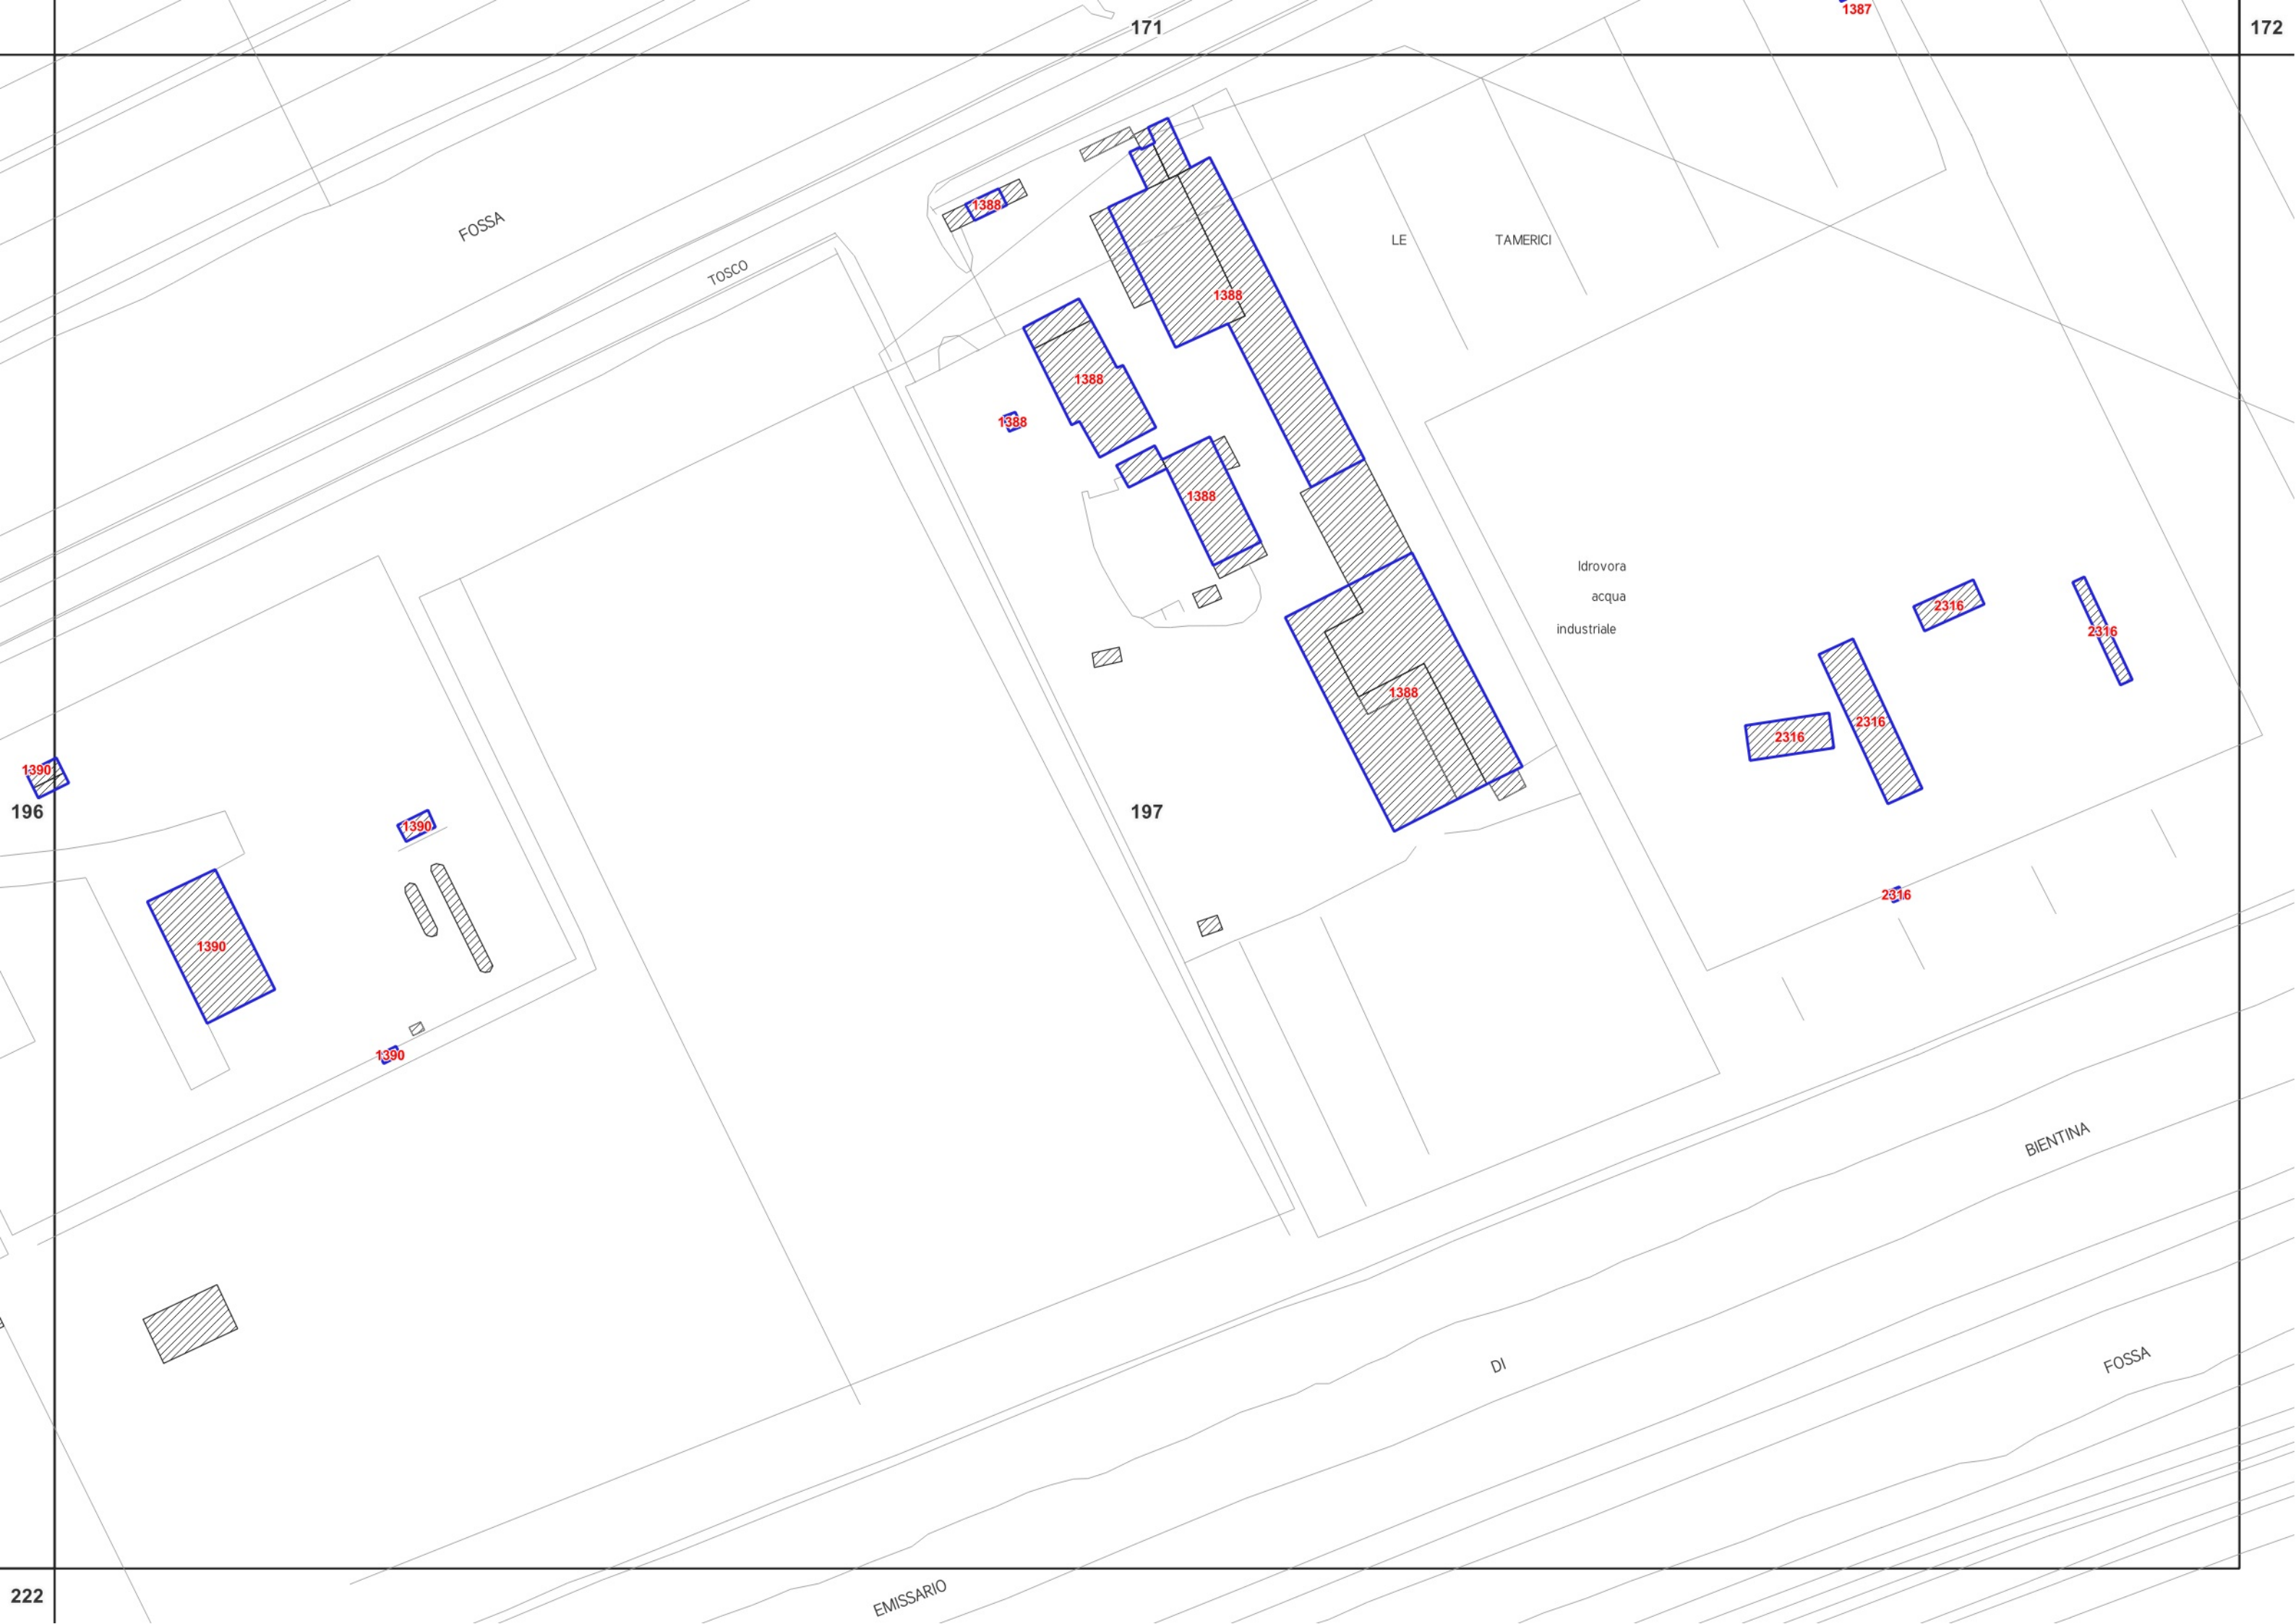 1387
171
172
1388
FOSSA
LE
TAMERICI
TOSCO
1388
1388
1388
1388
Idrovora
acqua
industriale
2316
2316
1388
2316
2316
1390
196
197
1390
2316
1390
1390
BIENTINA
DI
FOSSA
222
EMISSARIO